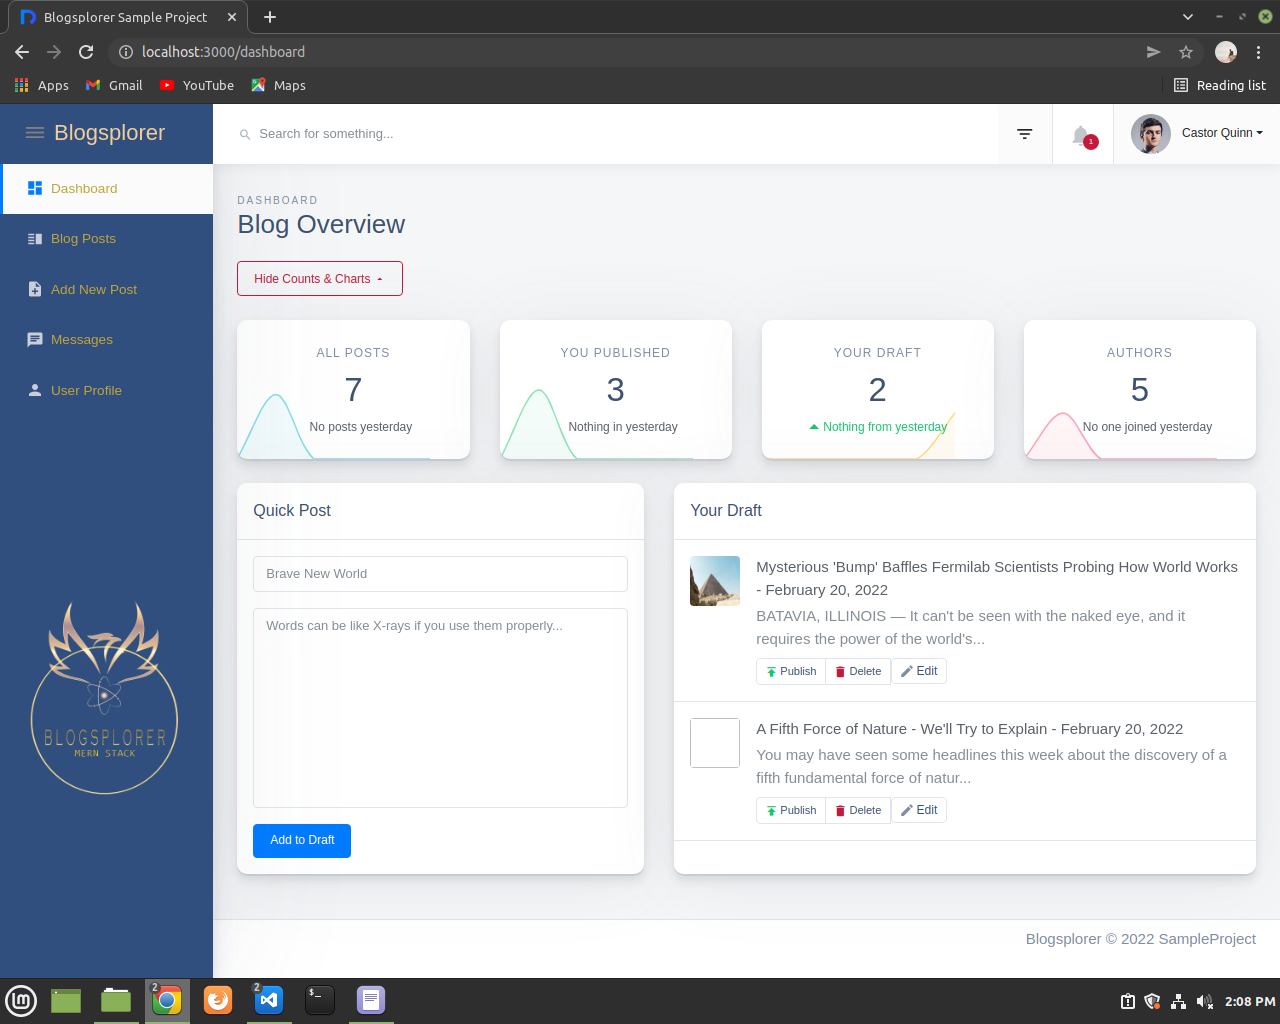 Blogsplorer Sample Project
localhost:3000/dashboard
Apps
Gmail
YouTube
Maps
Reading list
Blogsplorer
Search for something...
1
Castor Quinn
Dashboard
Blog Posts
Add New Post
Messages
User Profile
BLOGSPLORER
MERN STACK
DASHBOARD
Blog Overview
Hide Counts & Charts
ALL POSTS
7
No posts yesterday
YOU PUBLISHED
3
Nothing in yesterday
YOUR DRAFT
2
Nothing from yesterday
AUTHORS
5
No one joined yesterday
Quick Post
Brave New World
Words can be like X-rays if you use them properly...
Add to Draft
Your Draft
Mysterious 'Bump' Baffles Fermilab Scientists Probing How World Works
- February 20, 2022
BATAVIA, ILLINOIS — It can't be seen with the naked eye, and it
requires the power of the world's...
Publish
Delete
Edit
A Fifth Force of Nature - We'll Try to Explain - February 20, 2022
You may have seen some headlines this week about the discovery of a
fifth fundamental force of natur...
Publish
Delete
Edit
Blogsplorer © 2022 SampleProject
2
2
$_
2:08 PM